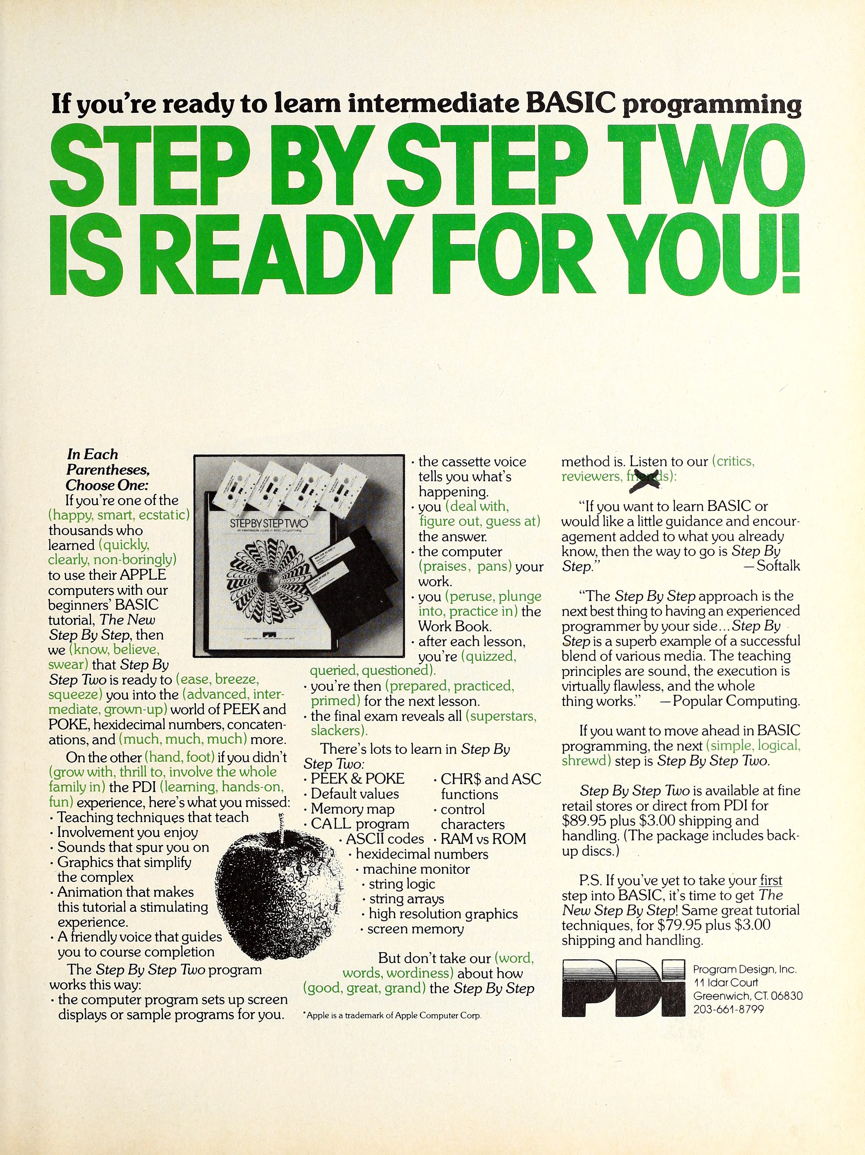 If you're ready to learn intermediate BASIC programming
STEP BY STEP TWO
IS READY FOR YOU!
In Each
Parentheses,
Choose One:
If you're one of the
(happy, smart, ecstatic)
thousands who
learned (quickly,
clearly, non-boringly)
to use their APPLE
computers with our
beginners' BASIC
tutorial, The New
Step By Step, then
we (know, believe,
swear) that Step By
Step Two is ready to (ease, breeze,
squeeze) you into the (advanced, inter-
mediate, grown-up) world of PEEK and
POKE, hexidecimal numbers, concaten-
ations, and (much, much, much) more.
On the other (hand, foot) if you didn't
(grow with, thrill to, involve the whole
family in) the PDI (learning, hands-on,
fun) experience, here's what you missed:
· Teaching techniques that teach
· Involvement you enjoy
· Sounds that spur you on
· Graphics that simplify
the complex
· Animation that makes
this tutorial a stimulating
experience.
· A friendly voice that guides
you to course completion
The Step By Step Two program
works this way:
· the computer program sets up screen
displays or sample programs for you.
STEP BY STEP TWO
· the cassette voice
tells you what's
happening.
· you (deal with,
figure out, guess at)
the answer.
· the computer
(praises, pans) your
work.
· you (peruse, plunge
into, practice in) the
Work Book.
· after each lesson,
you're (quizzed,
queried, questioned).
· you're then (prepared, practiced,
primed) for the next lesson.
· the final exam reveals all (superstars,
slackers).
There's lots to learn in Step By
Step Two:
· PEEK & POKE
· Default values
· Memory map
· CALL program
· ASCII codes
· CHR$ and ASC
functions
· control
characters
· RAM vs ROM
· hexidecimal numbers
· machine monitor
· string logic
· string arrays
· high resolution graphics
· screen memory
But don't take our (word,
words, wordiness) about how
(good, great, grand) the Step By Step
*Apple is a trademark of Apple Computer Corp.
method is. Listen to our (critics,
reviewers, friends):
"If you want to learn BASIC or
would like a little guidance and encour-
agement added to what you already
know, then the way to go is Step By
Step." —Softalk
"The Step By Step approach is the
next best thing to having an experienced
programmer by your side...Step By
Step is a superb example of a successful
blend of various media. The teaching
principles are sound, the execution is
virtually flawless, and the whole
thing works." —Popular Computing.
If you want to move ahead in BASIC
programming, the next (simple, logical,
shrewd) step is Step By Step Two.
Step By Step Two is available at fine
retail stores or direct from PDI for
$89.95 plus $3.00 shipping and
handling. (The package includes back-
up discs.)
P.S. If you've yet to take your first
step into BASIC, it's time to get The
New Step By Step! Same great tutorial
techniques, for $79.95 plus $3.00
shipping and handling.
PDI
Program Design, Inc.
11 Idar Court
Greenwich, CT. 06830
203-661-8799